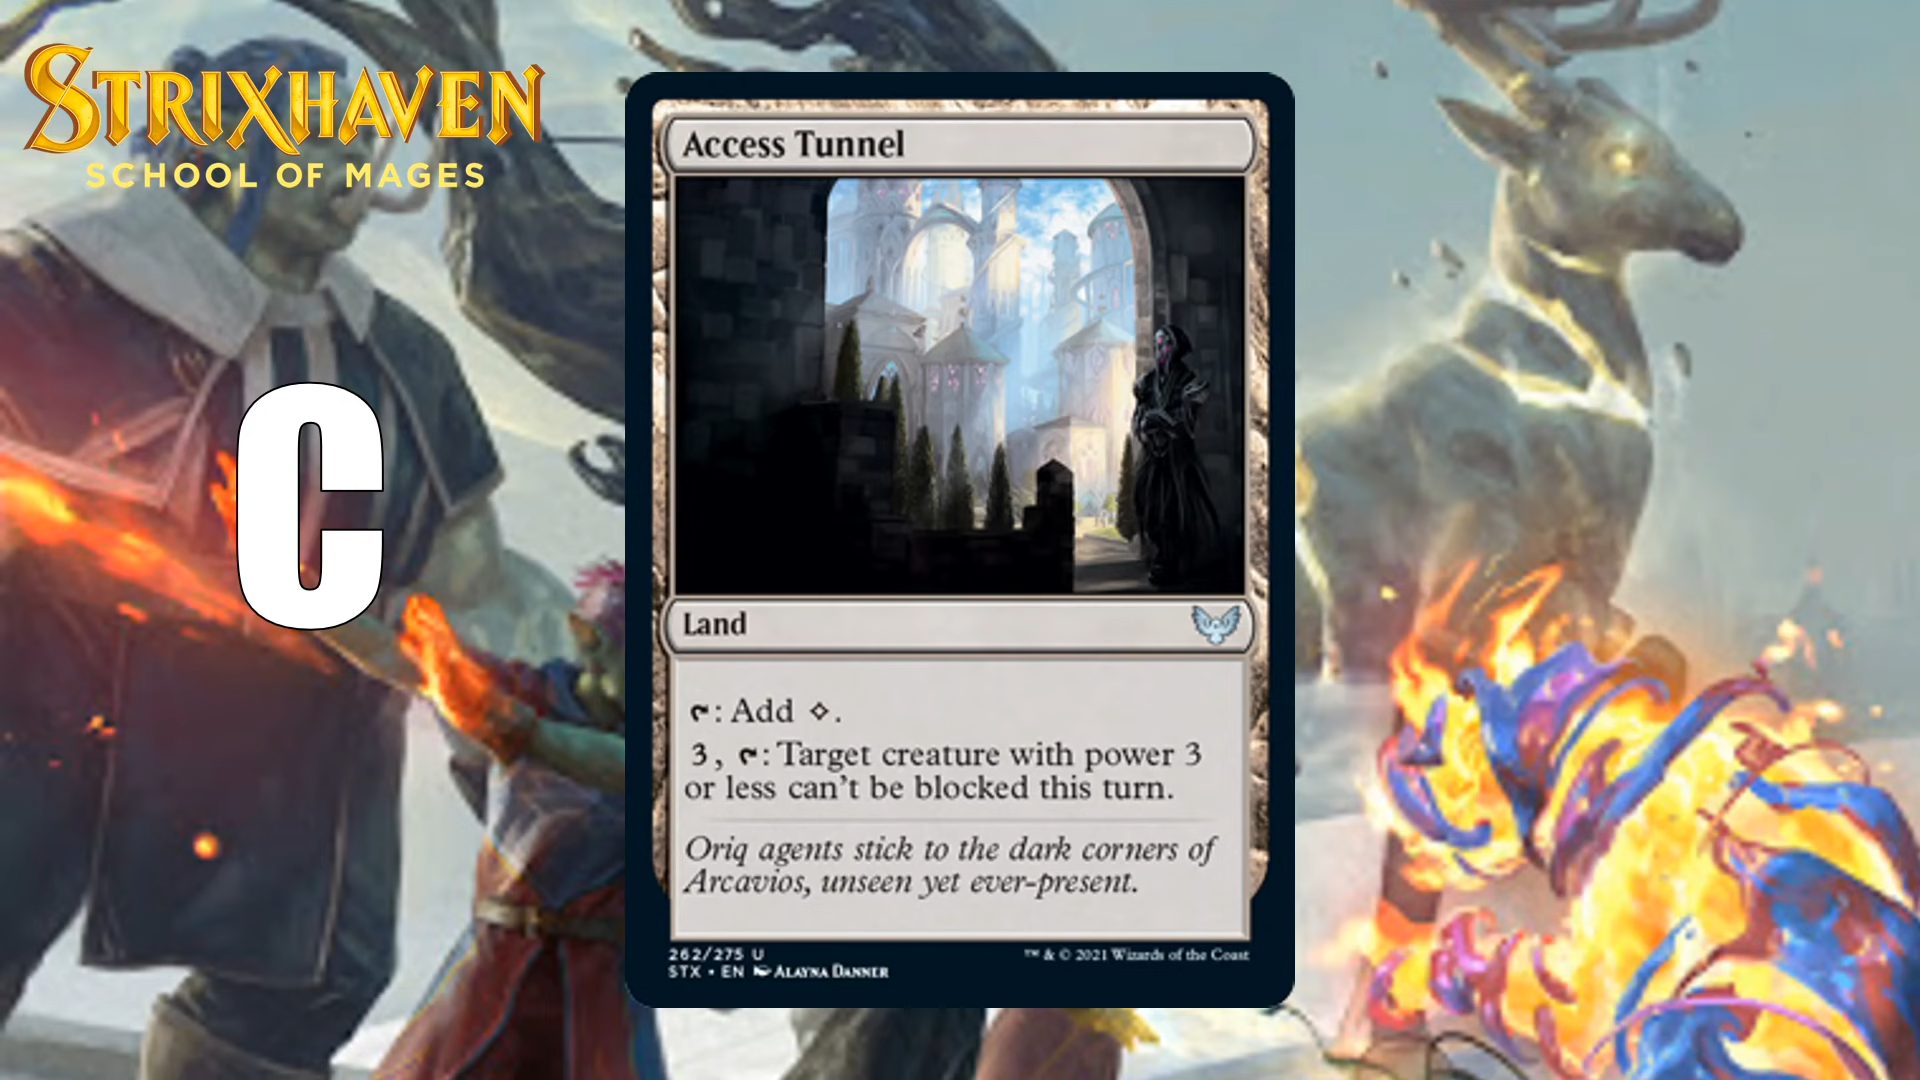 STRIXHAVEN
SCHOOL OF MAGES
C
Access Tunnel
Land
: Add .
3, : Target creature with power 3
or less can't be blocked this turn.
Oriq agents stick to the dark corners of
Arcavios, unseen yet ever-present.
262/275 U
STX • EN ALAYNA DANNER
™ & © 2021 Wizards of the Coast